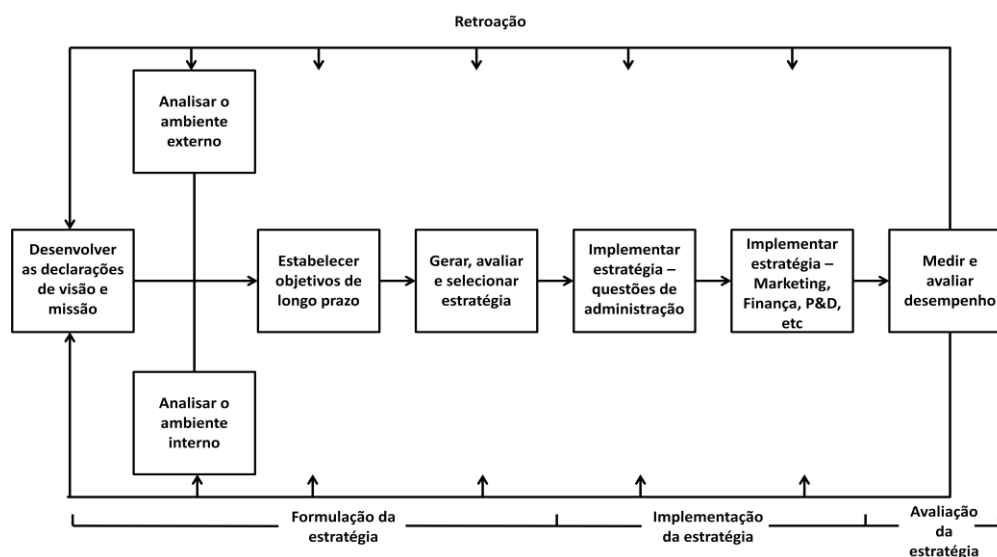 Retroação
Analisar o
ambiente
externo
Desenvolver
as declarações
de visão e
missão
Estabelecer
objetivos de
longo prazo
Gerar, avaliar
e selecionar
estratégia
Implementar
estratégia –
questões de
administração
Implementar
estratégia –
Marketing,
Finança, P&D,
etc
Medir e
avaliar
desempenho
Analisar o
ambiente
interno
Formulação da
estratégia
Implementação
da estratégia
Avaliação
da
estratégia